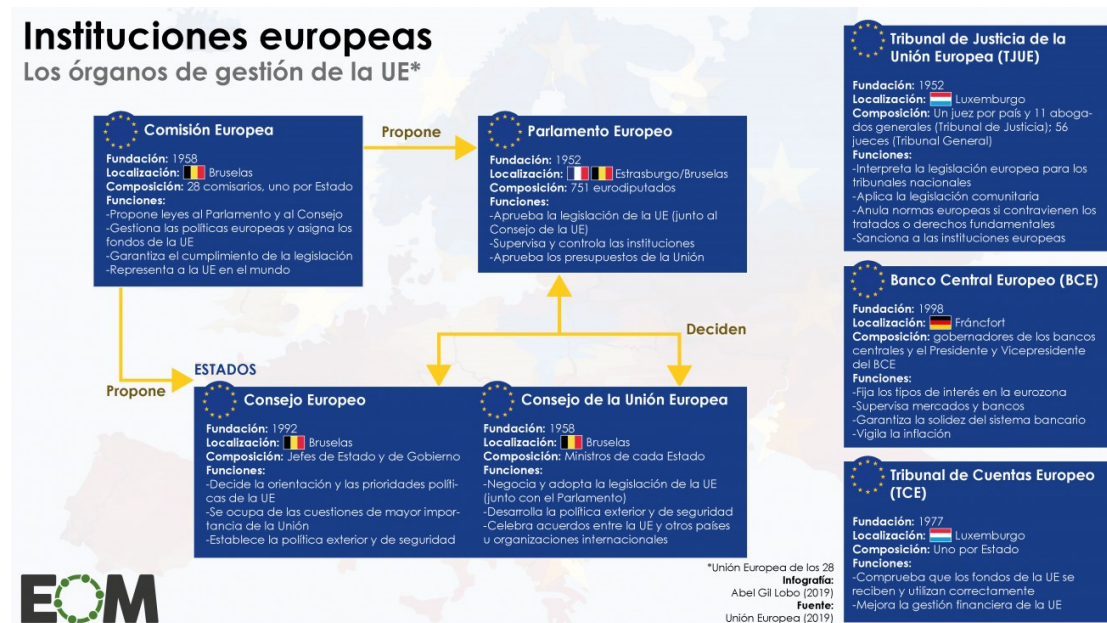 Instituciones europeas
Los órganos de gestión de la UE*
Comisión Europea
Fundación: 1958
Localización: Bruselas
Composición: 28 comisarios, uno por Estado
Funciones:
-Propone leyes al Parlamento y al Consejo
-Gestiona las políticas europeas y asigna los
fondos de la UE
-Garantiza el cumplimiento de la legislación
-Representa a la UE en el mundo
Propone
Parlamento Europeo
Fundación: 1952
Localización: Estrasburgo/Bruselas
Composición: 751 eurodiputados
Funciones:
-Aprueba la legislación de la UE (junto al
Consejo de la UE)
-Supervisa y controla las instituciones
-Aprueba los presupuestos de la Unión
Propone
Deciden
ESTADOS
Consejo Europeo
Fundación: 1992
Localización: Bruselas
Composición: Jefes de Estado y de Gobierno
Funciones:
-Decide la orientación y las prioridades políti-
cas de la UE
-Se ocupa de las cuestiones de mayor impor-
tancia de la Unión
-Establece la política exterior y de seguridad
Consejo de la Unión Europea
Fundación: 1958
Localización: Bruselas
Composición: Ministros de cada Estado
Funciones:
-Negocia y adopta la legislación de la UE
(junto con el Parlamento)
-Desarrolla la política exterior y de seguridad
-Celebra acuerdos entre la UE y otros países
u organizaciones internacionales
Tribunal de Justicia de la
Unión Europea (TJUE)
Fundación: 1952
Localización: Luxemburgo
Composición: Un juez por país y 11 aboga-
dos generales (Tribunal de Justicia); 56
jueces (Tribunal General)
Funciones:
-Interpreta la legislación europea para los
tribunales nacionales
-Aplica la legislación comunitaria
-Anula normas europeas si contravienen los
tratados o derechos fundamentales
-Sanciona a las instituciones europeas
Banco Central Europeo (BCE)
Fundación: 1998
Localización: Fráncfort
Composición: gobernadores de los bancos
centrales y el Presidente y Vicepresidente
del BCE
Funciones:
-Fija los tipos de interés en la eurozona
-Supervisa mercados y bancos
-Garantiza la solidez del sistema bancario
-Vigila la inflación
Tribunal de Cuentas Europeo
(TCE)
Fundación: 1977
Localización: Luxemburgo
Composición: Uno por Estado
Funciones:
-Comprueba que los fondos de la UE se
reciben y utilizan correctamente
-Mejora la gestión financiera de la UE
*Unión Europea de los 28
Infografía:
Abel Gil Lobo (2019)
Fuente:
Unión Europea (2019)
EOM